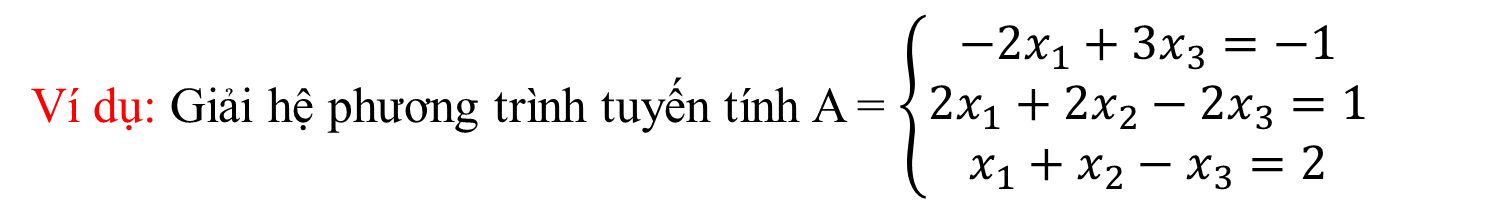 −2x₁ + 3x₃ = −1
Ví dụ: Giải hệ phương trình tuyến tính A = { 2x₁ + 2x₂ − 2x₃ = 1
x₁ + x₂ − x₃ = 2